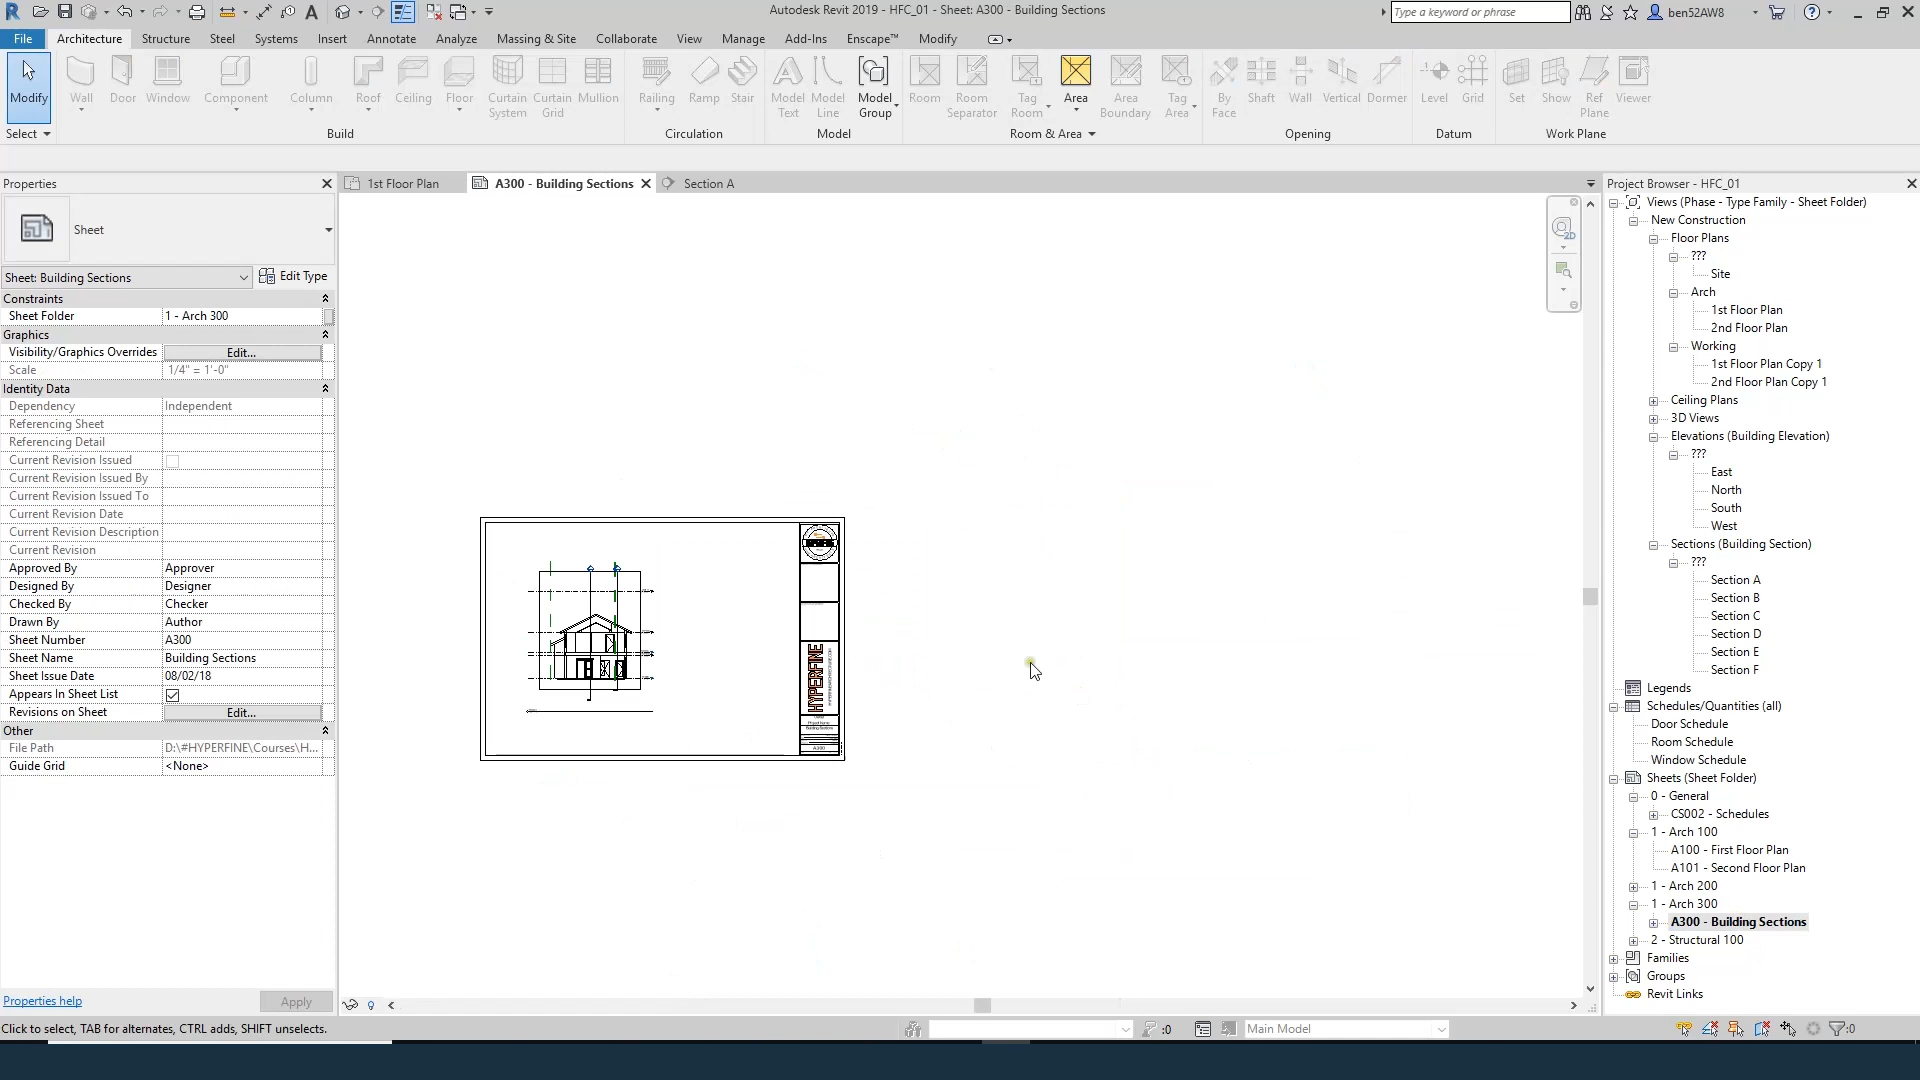 Autodesk Revit 2019 - HFC_01 - Sheet: A300 - Building Sections
Type a keyword or phrase
ben52AW8
File Architecture Structure Steel Systems Insert Annotate Analyze Massing & Site Collaborate View Manage Add-Ins Enscape™ Modify
Modify
Wall
Door
Window
Component
Column
Roof
Ceiling
Floor
Curtain System
Curtain Grid
Mullion
Railing
Ramp
Stair
Model Text
Model Line
Model Group
Room
Room Separator
Tag Room
Area
Area Boundary
Tag Area
By Face
Shaft
Wall
Vertical
Dormer
Level
Grid
Set
Show
Ref Plane
Viewer
Select
Build
Circulation
Model
Room & Area
Opening
Datum
Work Plane
Properties
Sheet
Sheet: Building Sections
Edit Type
Constraints
Sheet Folder 1 - Arch 300
Graphics
Visibility/Graphics Overrides Edit...
Scale 1/4" = 1'-0"
Identity Data
Dependency Independent
Referencing Sheet
Referencing Detail
Current Revision Issued
Current Revision Issued By
Current Revision Issued To
Current Revision Date
Current Revision Description
Current Revision
Approved By Approver
Designed By Designer
Checked By Checker
Drawn By Author
Sheet Number A300
Sheet Name Building Sections
Sheet Issue Date 08/02/18
Appears In Sheet List
Revisions on Sheet Edit...
Other
File Path D:\#HYPERFINE\Courses\H...
Guide Grid <None>
Properties help
Apply
1st Floor Plan
A300 - Building Sections
Section A
2D
HYPERFINE
Project Name
Building Sections
A300
Project Browser - HFC_01
Views (Phase - Type Family - Sheet Folder)
New Construction
Floor Plans
???
Site
Arch
1st Floor Plan
2nd Floor Plan
Working
1st Floor Plan Copy 1
2nd Floor Plan Copy 1
Ceiling Plans
3D Views
Elevations (Building Elevation)
???
East
North
South
West
Sections (Building Section)
???
Section A
Section B
Section C
Section D
Section E
Section F
Legends
Schedules/Quantities (all)
Door Schedule
Room Schedule
Window Schedule
Sheets (Sheet Folder)
0 - General
CS002 - Schedules
1 - Arch 100
A100 - First Floor Plan
A101 - Second Floor Plan
1 - Arch 200
1 - Arch 300
A300 - Building Sections
2 - Structural 100
Families
Groups
Revit Links
Click to select, TAB for alternates, CTRL adds, SHIFT unselects.
:0
Main Model
:0